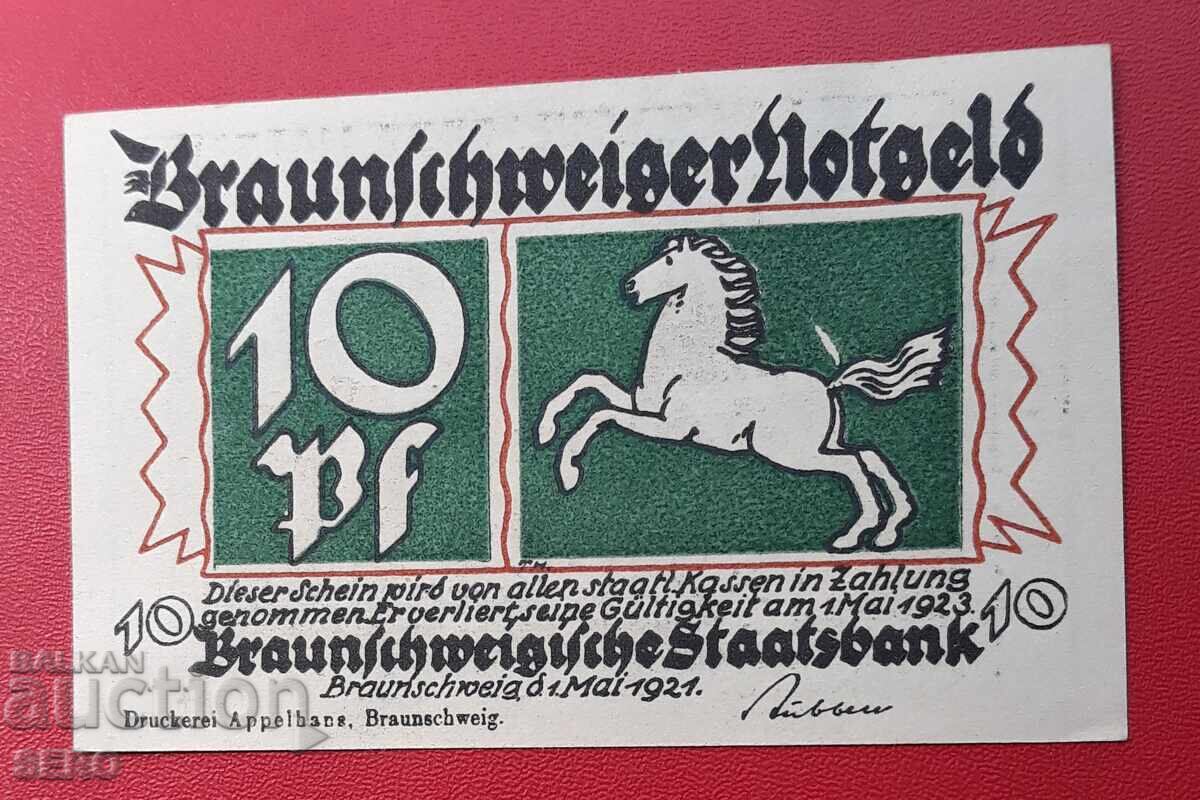 Braunschweiger Notgeld
10
Pf
T.M.
Dieser Schein wird von allen staatl. Kassen in Zahlung
genommen. Er verliert seine Gültigkeit am 1. Mai 1923.
10
10
Braunschweigische Staatsbank
Braunschweig d 1. Mai 1921.
Druckerei Appelhans, Braunschweig.
BALKAN
auction
SEMO